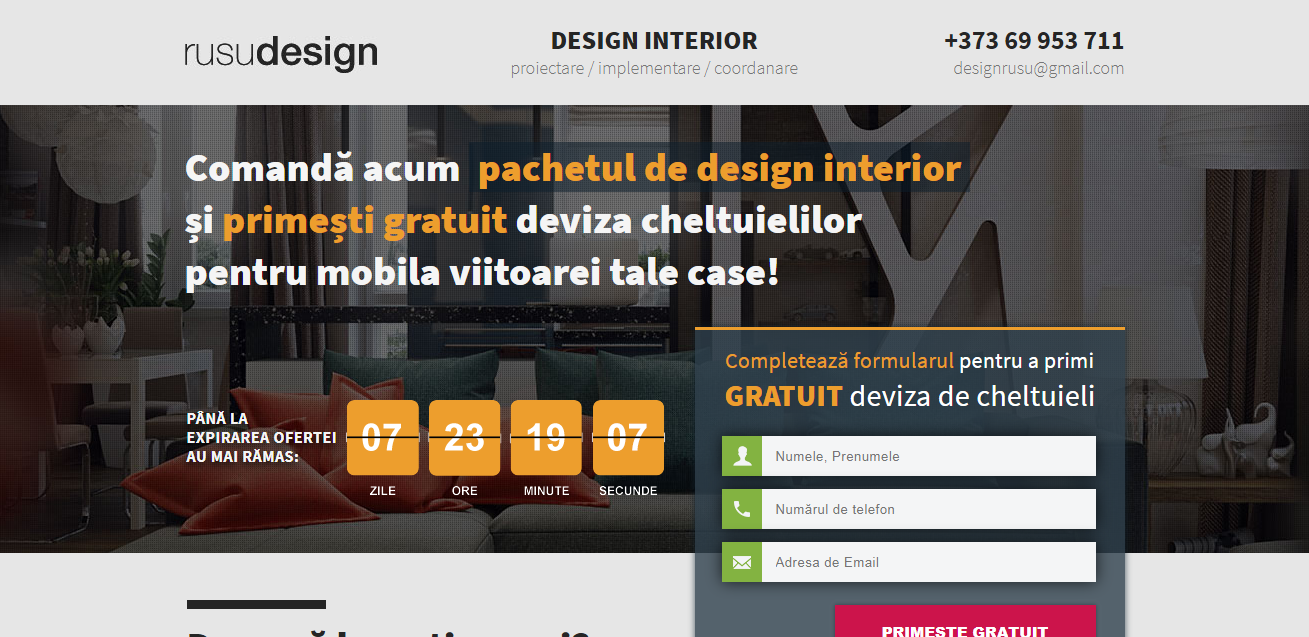 rusudesign
DESIGN INTERIOR
proiectare / implementare / coordanare
+373 69 953 711
designrusu@gmail.com
Comandă acum pachetul de design interior
și primești gratuit deviza cheltuielilor
pentru mobila viitoarei tale case!
PÂNĂ LA
EXPIRAREA OFERTEI
AU MAI RĂMAS:
07 23 19 07
ZILE ORE MINUTE SECUNDE
Completează formularul pentru a primi
GRATUIT deviza de cheltuieli
Numele, Prenumele
Numărul de telefon
Adresa de Email
PRIMEȘTE GRATUIT